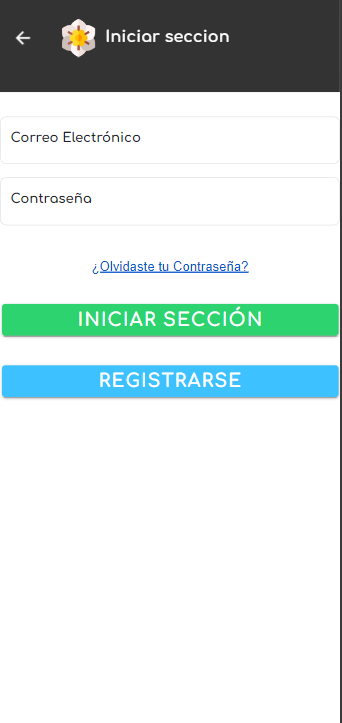 Iniciar seccion
Correo Electrónico
Contraseña
¿Olvidaste tu Contraseña?
INICIAR SECCIÓN
REGISTRARSE